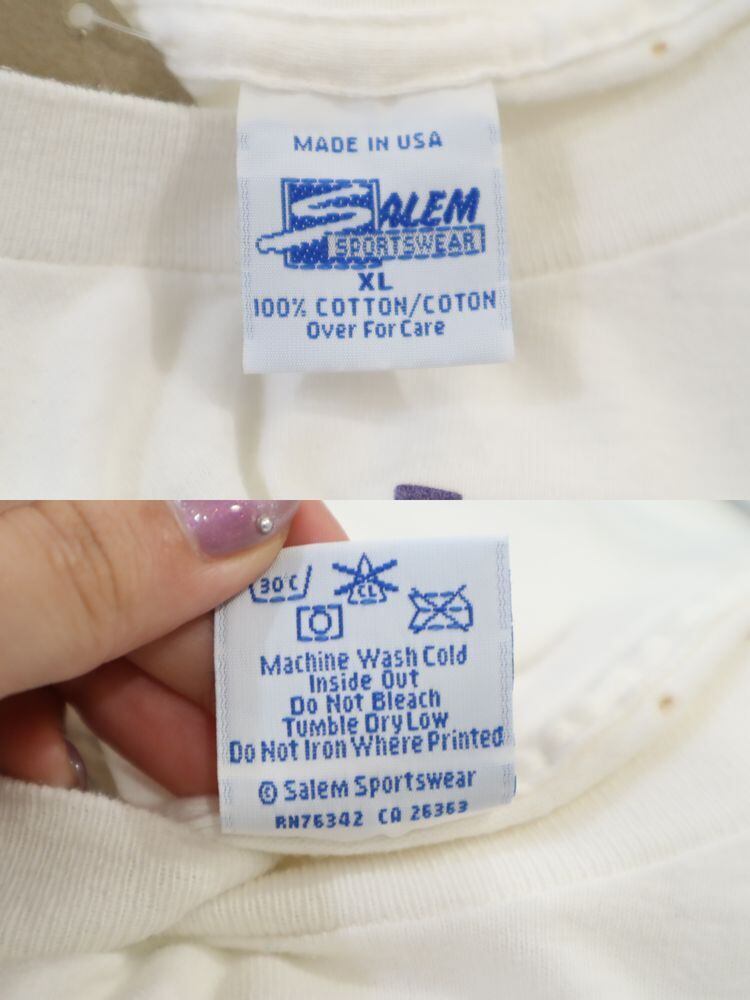 MADE IN USA
SALEM
SPORTSWEAR
XL
100% COTTON/COTON
Over For Care
30°C
CL
Machine Wash Cold
Inside Out
Do Not Bleach
Tumble Dry Low
Do Not Iron Where Printed
© Salem Sportswear
RN76342 CA 26363